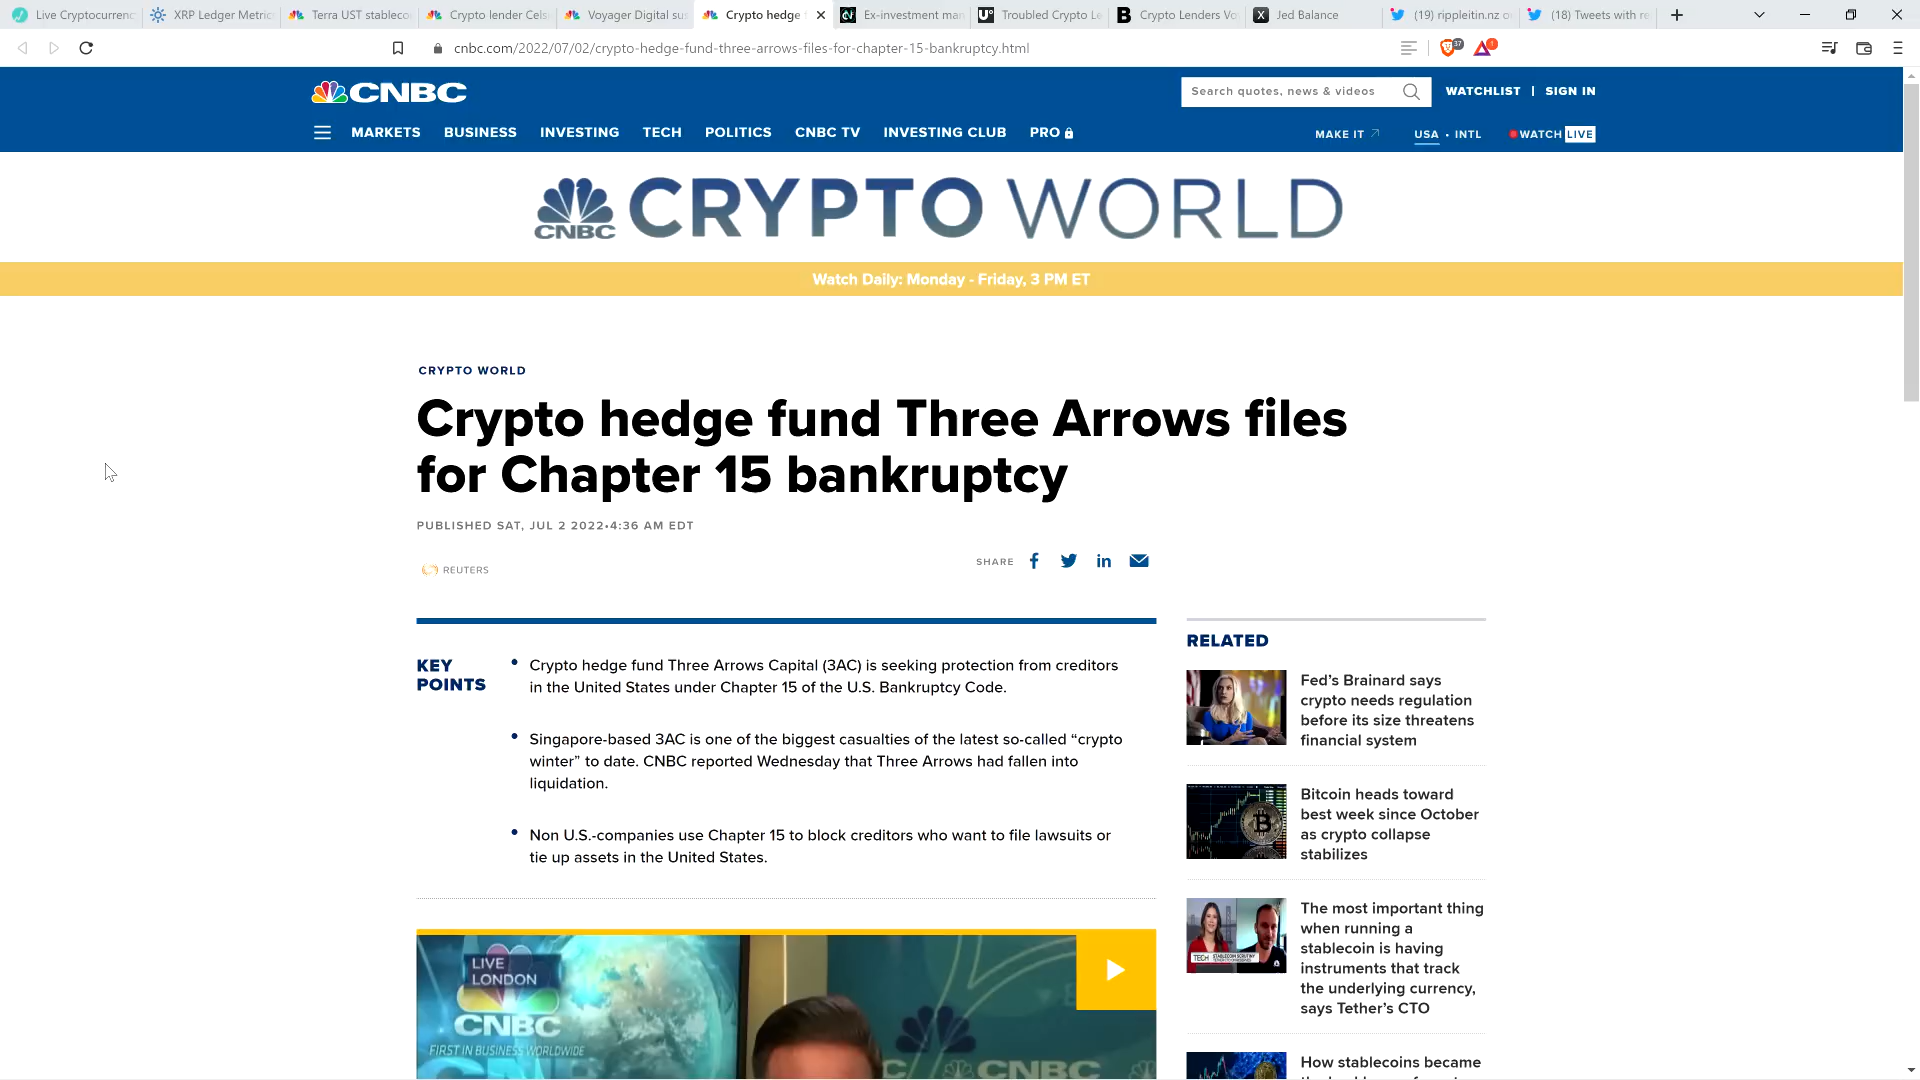 Live Cryptocurrenc
XRP Ledger Metric
Terra UST stableco
Crypto lender Cels
Voyager Digital sus
Crypto hedge
Ex-investment man
Troubled Crypto Le
Crypto Lenders Vo
Jed Balance
(19) rippleitin.nz o
(18) Tweets with re
cnbc.com/2022/07/02/crypto-hedge-fund-three-arrows-files-for-chapter-15-bankruptcy.html
37
1
CNBC
Search quotes, news & videos
WATCHLIST | SIGN IN
MARKETS BUSINESS INVESTING TECH POLITICS CNBC TV INVESTING CLUB PRO
MAKE IT USA • INTL WATCH LIVE
CNBC CRYPTO WORLD
Watch Daily: Monday - Friday, 3 PM ET
CRYPTO WORLD
Crypto hedge fund Three Arrows files
for Chapter 15 bankruptcy
PUBLISHED SAT, JUL 2 2022•4:36 AM EDT
REUTERS
SHARE
KEY
POINTS
Crypto hedge fund Three Arrows Capital (3AC) is seeking protection from creditors
in the United States under Chapter 15 of the U.S. Bankruptcy Code.
Singapore-based 3AC is one of the biggest casualties of the latest so-called “crypto
winter” to date. CNBC reported Wednesday that Three Arrows had fallen into
liquidation.
Non U.S.-companies use Chapter 15 to block creditors who want to file lawsuits or
tie up assets in the United States.
LIVE
LONDON
CNBC
FIRST IN BUSINESS WORLDWIDE
CNBC
RELATED
Fed’s Brainard says
crypto needs regulation
before its size threatens
financial system
Bitcoin heads toward
best week since October
as crypto collapse
stabilizes
TECH STABLECOIN SCRUTINY
The most important thing
when running a
stablecoin is having
instruments that track
the underlying currency,
says Tether’s CTO
How stablecoins became